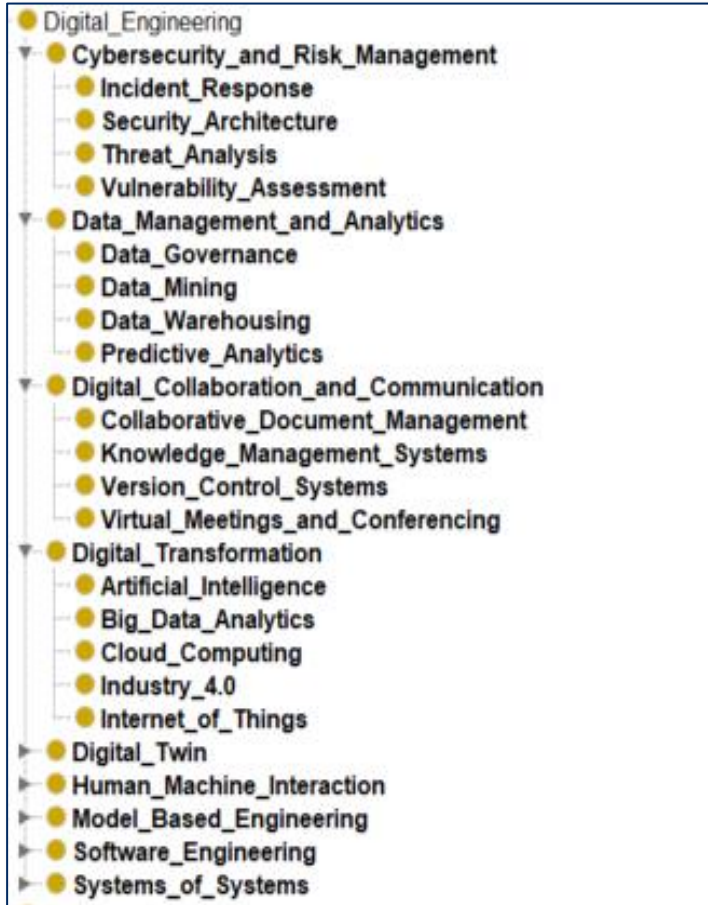 Digital_Engineering
Cybersecurity_and_Risk_Management
Incident_Response
Security_Architecture
Threat_Analysis
Vulnerability_Assessment
Data_Management_and_Analytics
Data_Governance
Data_Mining
Data_Warehousing
Predictive_Analytics
Digital_Collaboration_and_Communication
Collaborative_Document_Management
Knowledge_Management_Systems
Version_Control_Systems
Virtual_Meetings_and_Conferencing
Digital_Transformation
Artificial_Intelligence
Big_Data_Analytics
Cloud_Computing
Industry_4.0
Internet_of_Things
Digital_Twin
Human_Machine_Interaction
Model_Based_Engineering
Software_Engineering
Systems_of_Systems